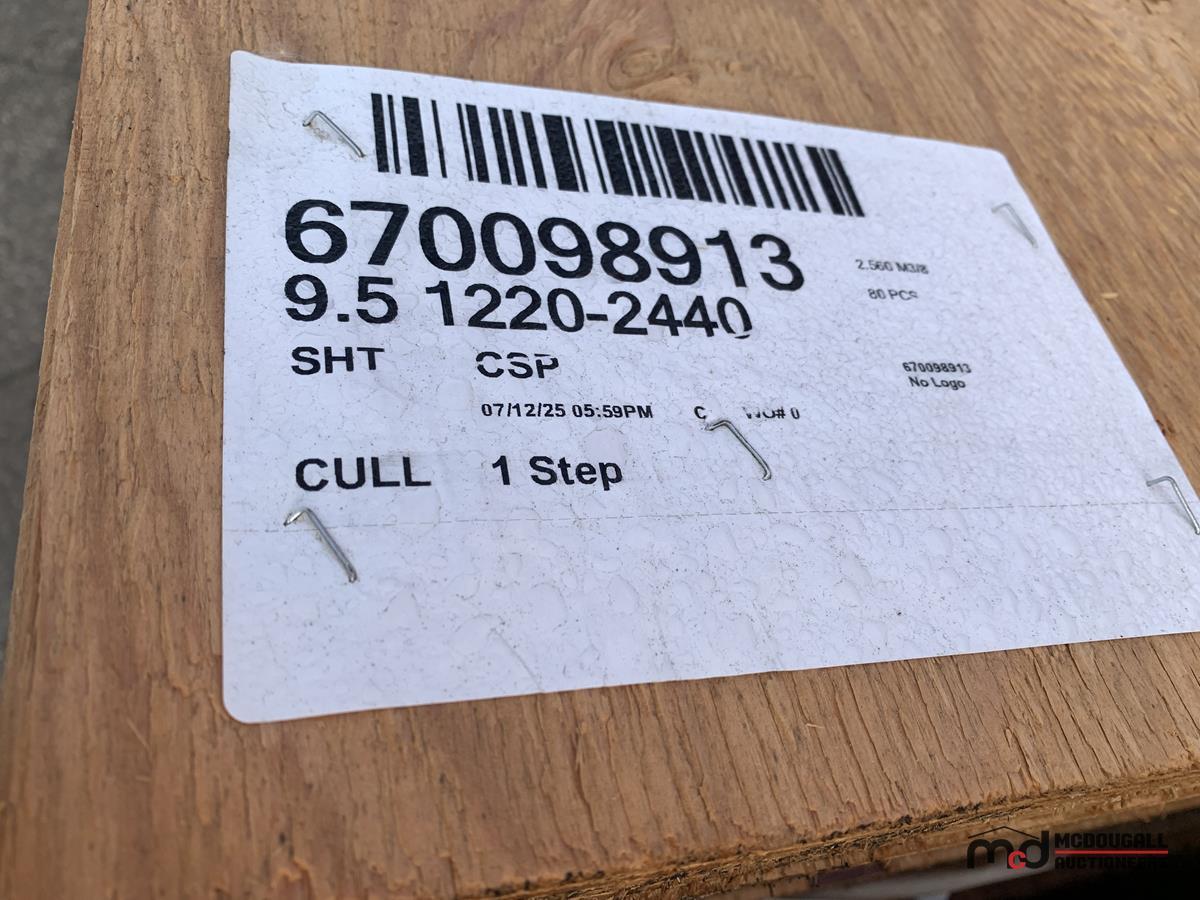 670098913
9.5 1220-2440
2.560 M3/8
80 PCS
SHT CSP
670098913
No Logo
07/12/25 05:59PM C WO# 0
CULL 1 Step
mcd MCDOUGALL
AUCTIONEERS